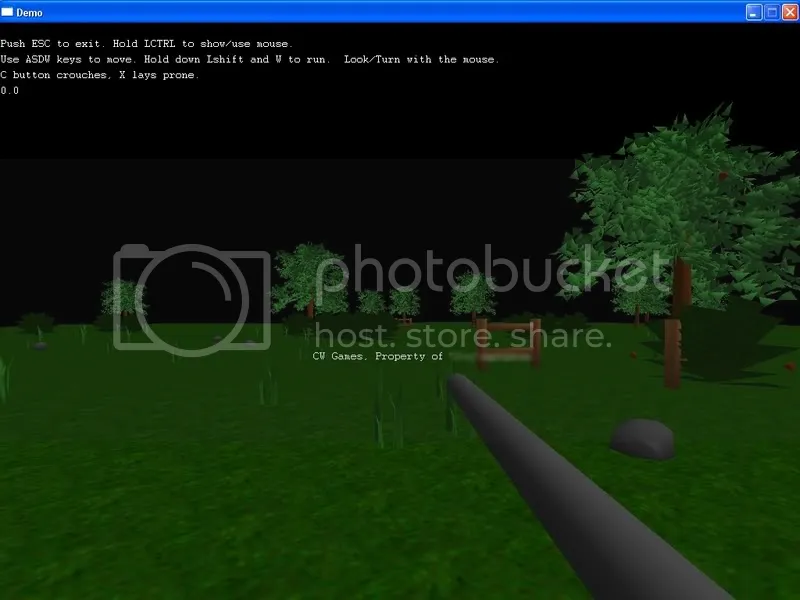 Demo
Push ESC to exit. Hold LCTRL to show/use mouse.
Use ASDW keys to move. Hold down Lshift and W to run.  Look/Turn with the mouse.
C button crouches, X lays prone.
0.0
photobucket
host. store. share.
CW Games. Property of